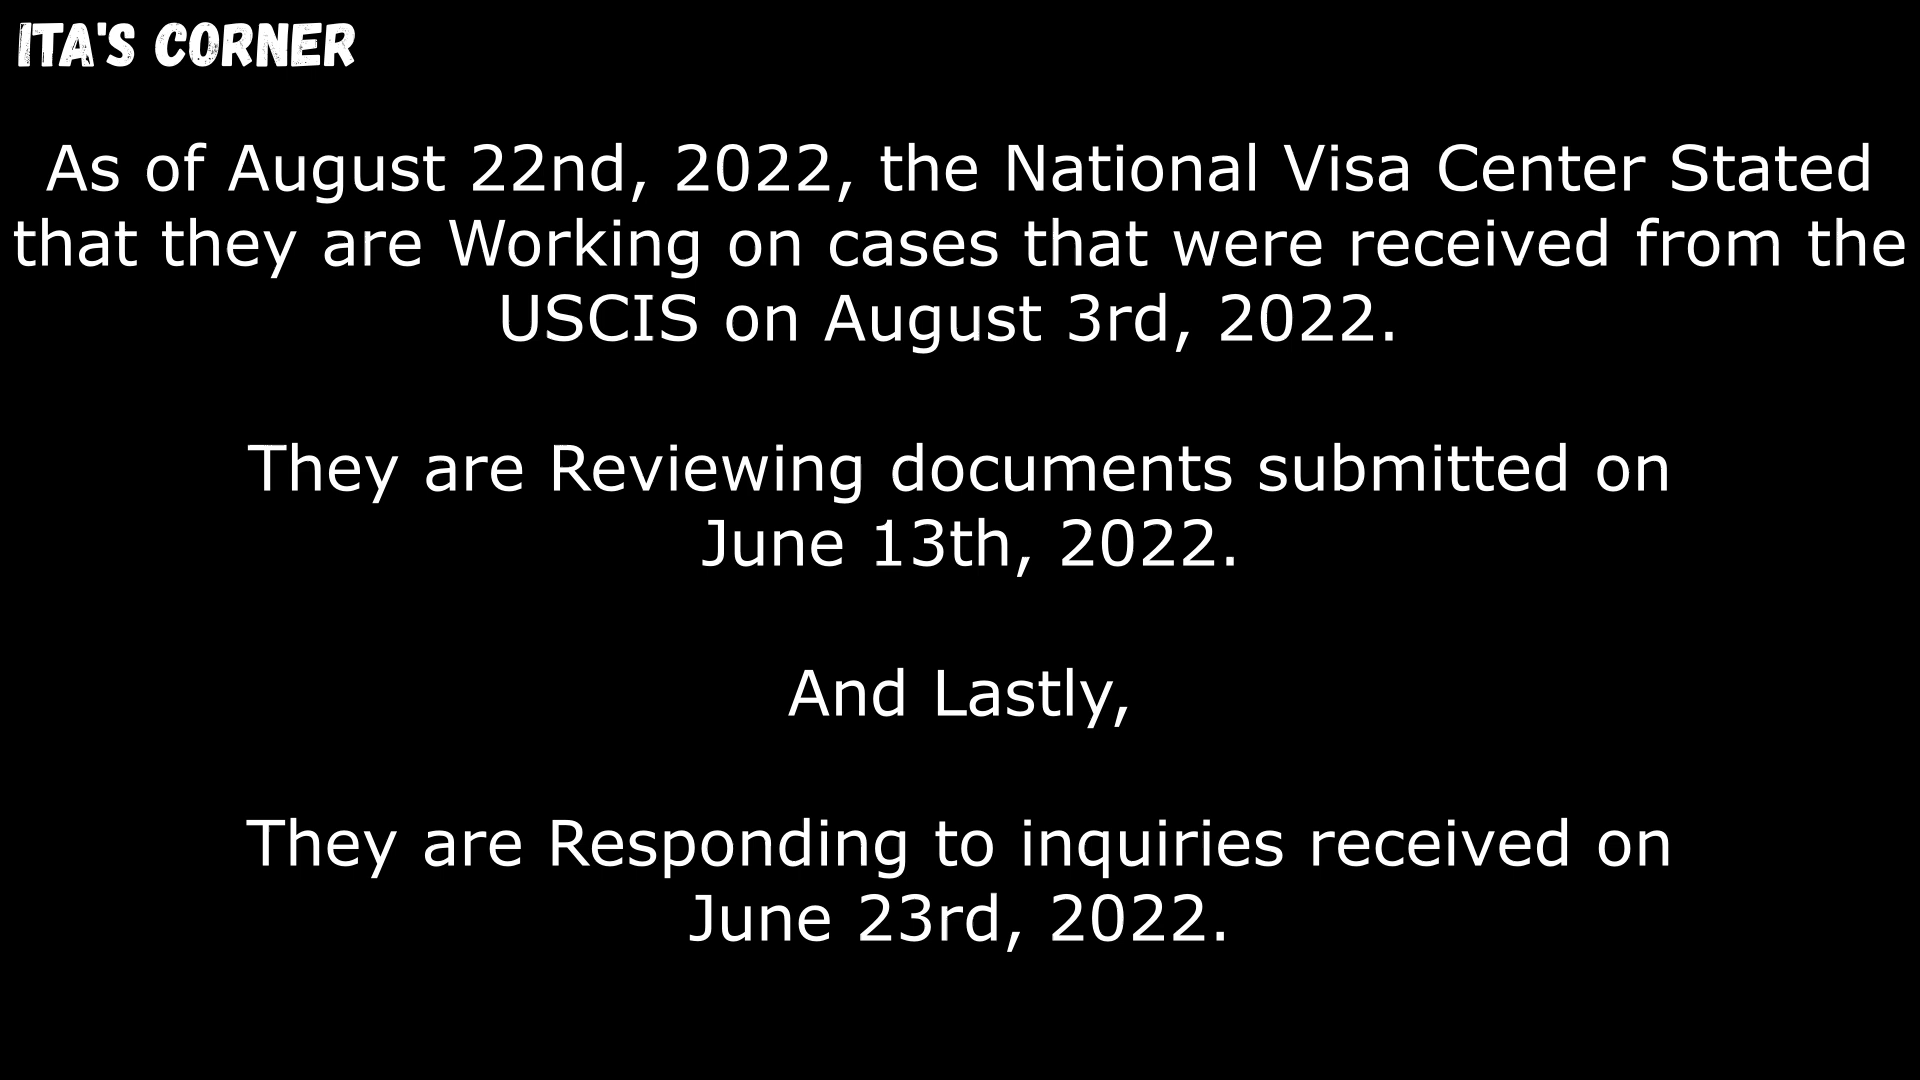 ITA'S CORNER
As of August 22nd, 2022, the National Visa Center Stated
that they are Working on cases that were received from the
USCIS on August 3rd, 2022.
They are Reviewing documents submitted on
June 13th, 2022.
And Lastly,
They are Responding to inquiries received on
June 23rd, 2022.